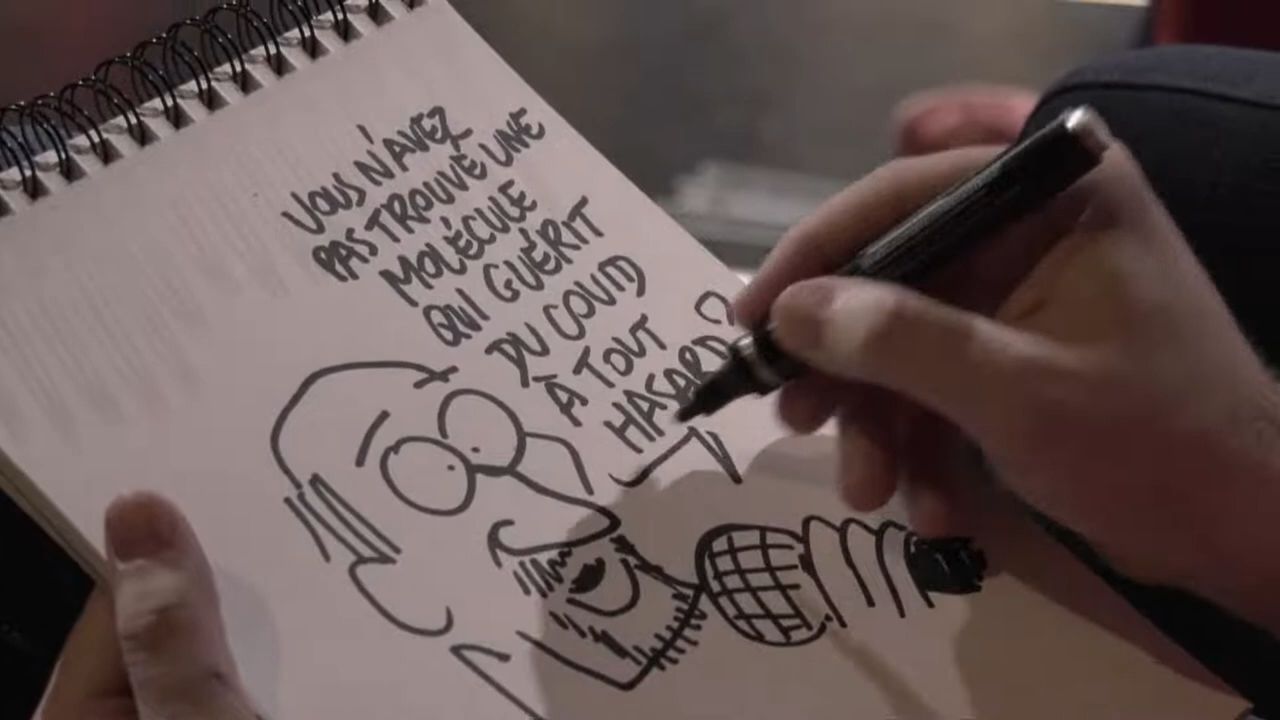 VOUS N'AVEZ
PAS TROUVÉ UNE
MOLÉCULE
QUI GUÉRIT
DU COVID
À TOUT
HASARD?